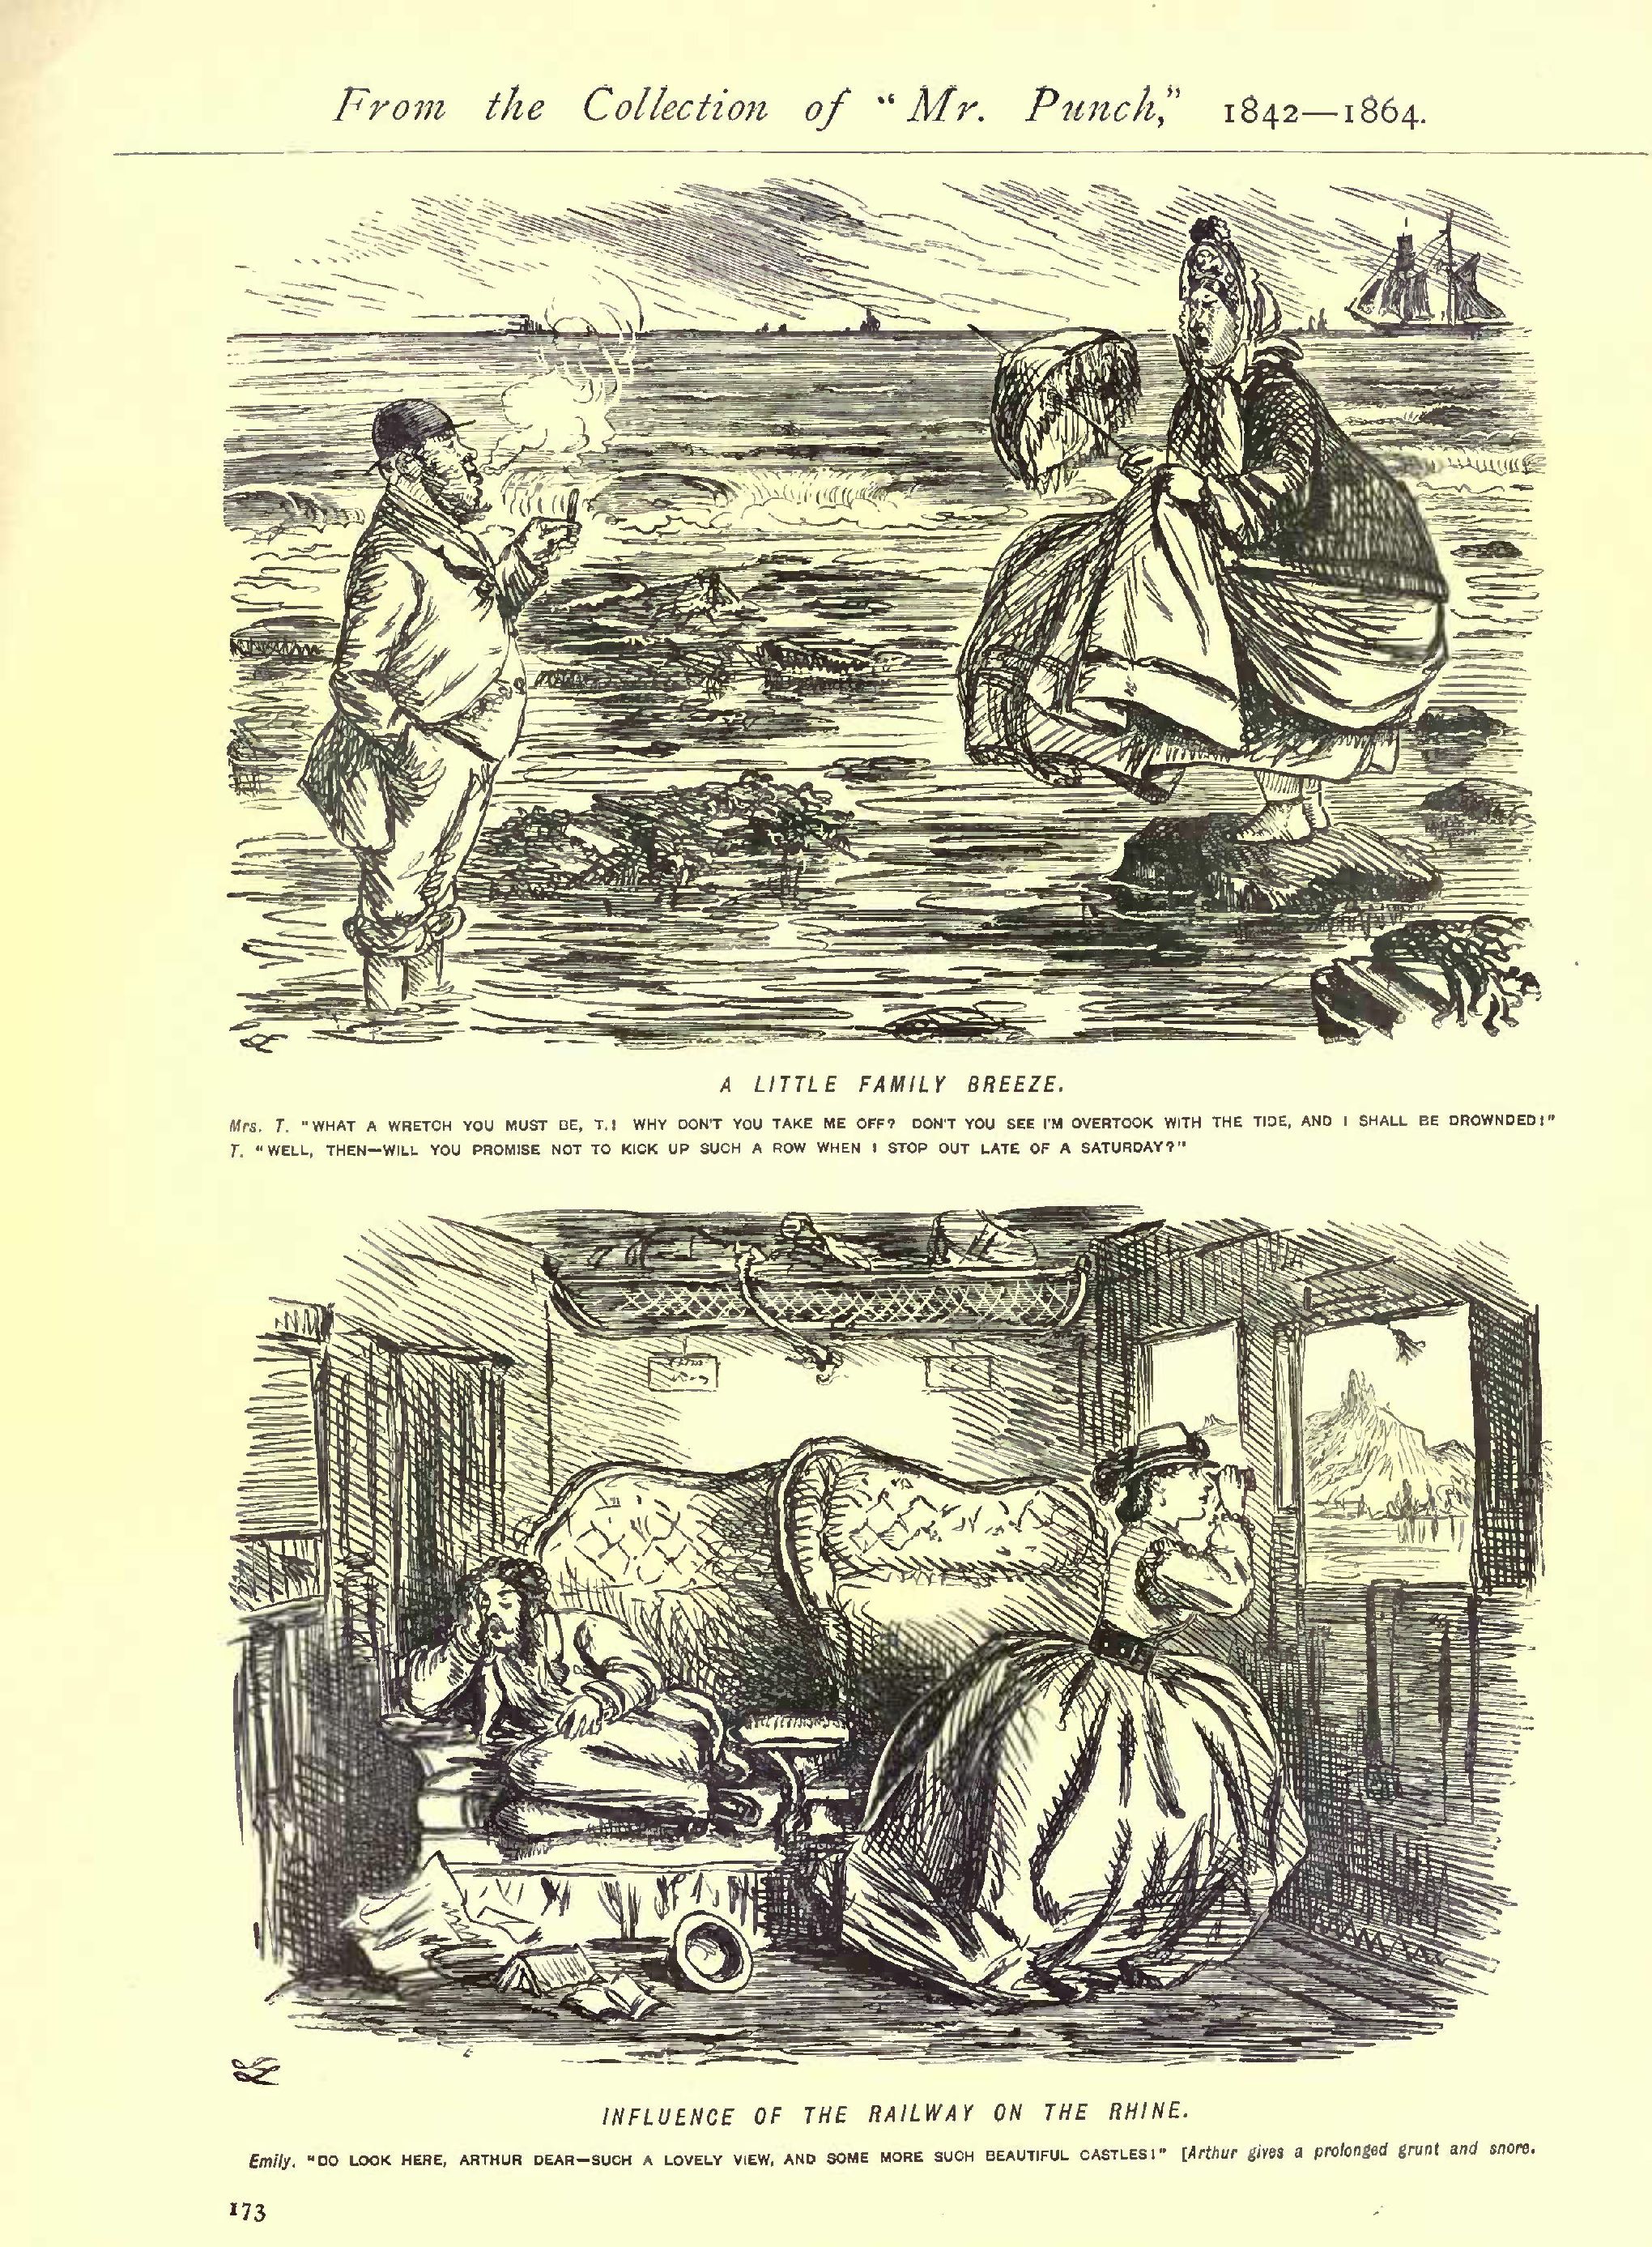 From the Collection of "Mr. Punch," 1842—1864.
A LITTLE FAMILY BREEZE.
Mrs. T. "WHAT A WRETCH YOU MUST BE, T.! WHY DON'T YOU TAKE ME OFF? DON'T YOU SEE I'M OVERTOOK WITH THE TIDE, AND I SHALL BE DROWNDED!"
T. "WELL, THEN—WILL YOU PROMISE NOT TO KICK UP SUCH A ROW WHEN I STOP OUT LATE OF A SATURDAY?"
INFLUENCE OF THE RAILWAY ON THE RHINE.
Emily. "DO LOOK HERE, ARTHUR DEAR—SUCH A LOVELY VIEW, AND SOME MORE SUCH BEAUTIFUL CASTLES!" [Arthur gives a prolonged grunt and snore.
173